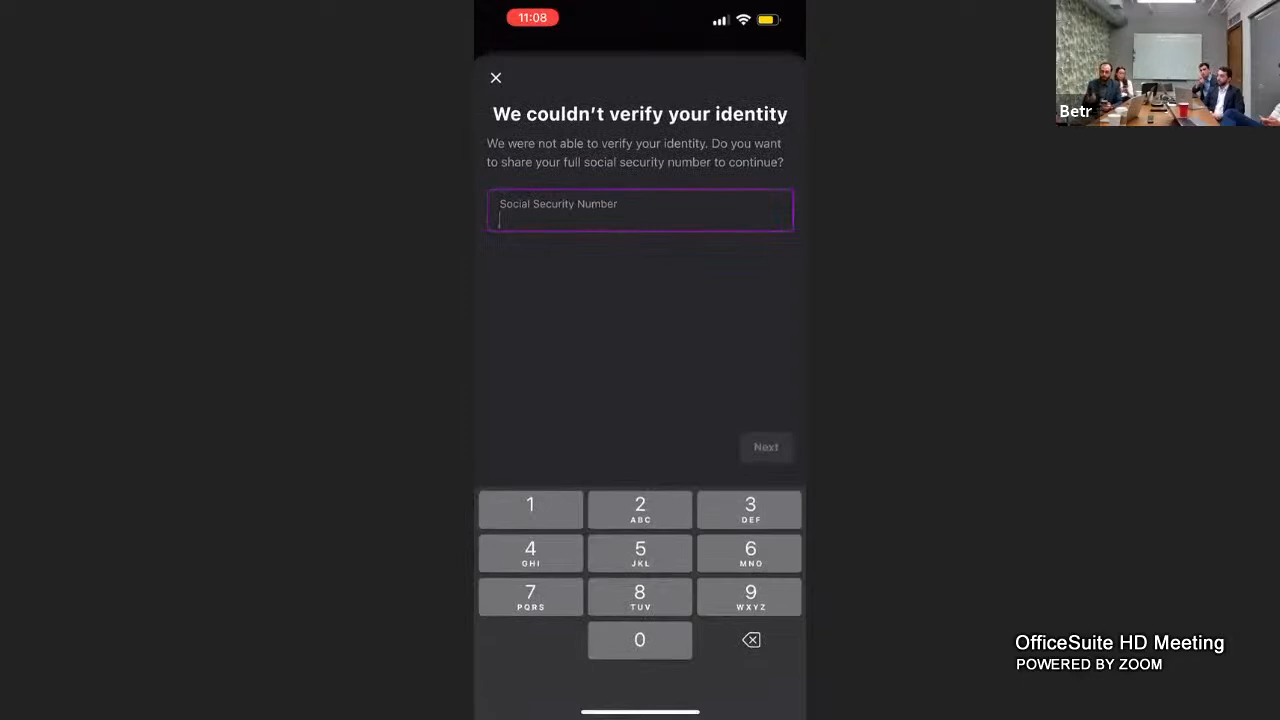 11:08
Betr
We couldn't verify your identity
We were not able to verify your identity. Do you want
to share your full social security number to continue?
Social Security Number
Next
1
2
ABC
3
DEF
4
GHI
5
JKL
6
MNO
7
PQRS
8
TUV
9
WXYZ
0
OfficeSuite HD Meeting
POWERED BY ZOOM